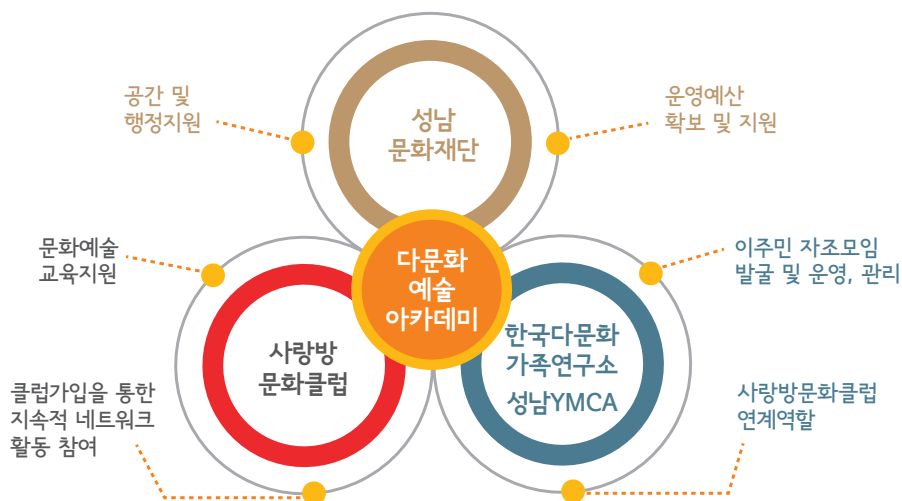 공간 및
행정지원
성남
문화재단
운영예산
확보 및 지원
문화예술
교육지원
다문화
예술
아카데미
이주민 자조모임
발굴 및 운영, 관리
사랑방
문화클럽
한국다문화
가족연구소
성남YMCA
클럽가입을 통한
지속적 네트워크
활동 참여
사랑방문화클럽
연계역할